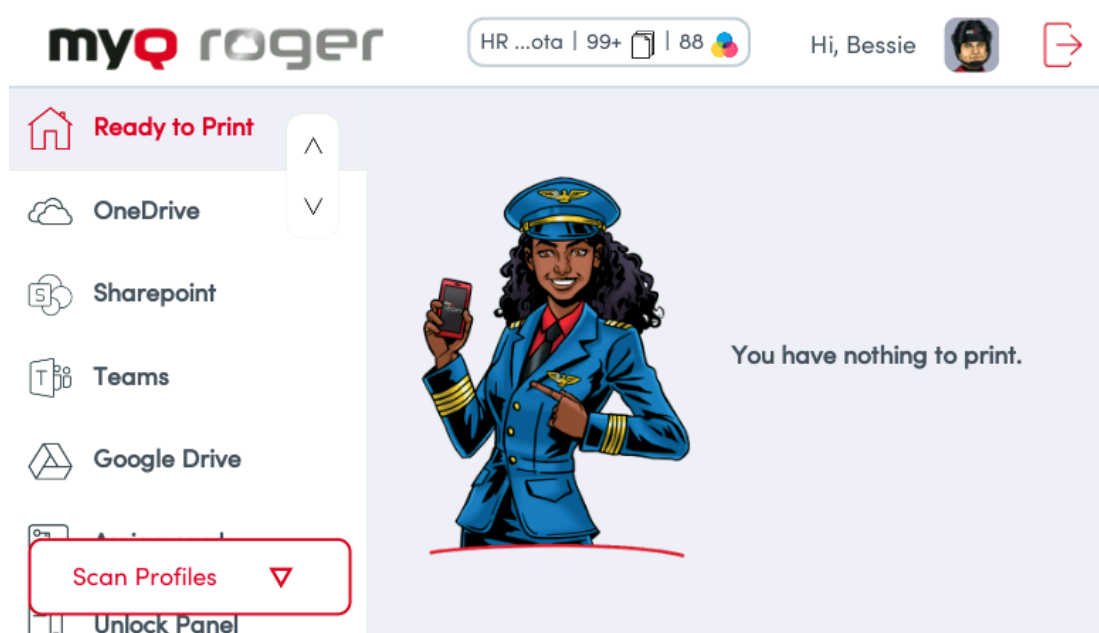 myQ roger
HR ...ota | 99+ | 88
Hi, Bessie
Ready to Print
OneDrive
Sharepoint
Teams
Google Drive
Scan Profiles
Unlock Panel
You have nothing to print.